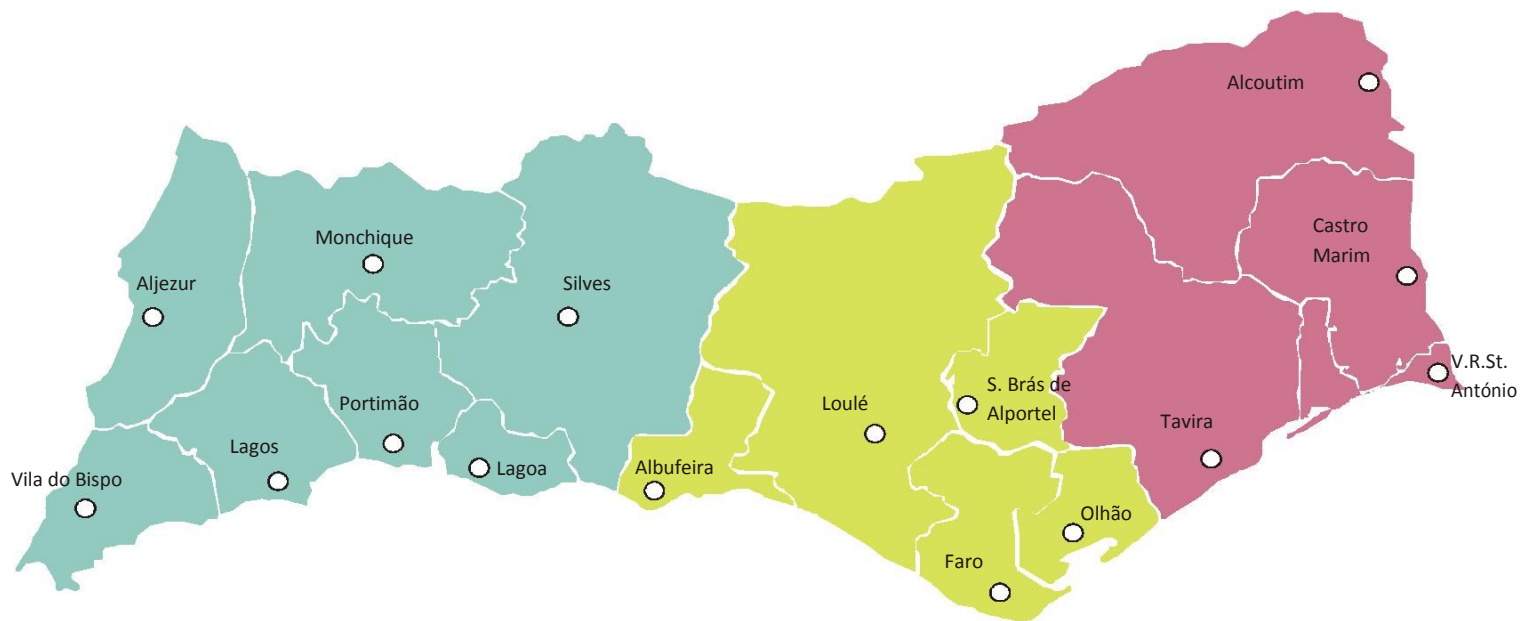 Alcoutim
Castro
Marim
Monchique
Aljezur
Silves
V.R.St.
António
S. Brás de
Alportel
Portimão
Loulé
Tavira
Lagos
Lagoa
Albufeira
Vila do Bispo
Olhão
Faro